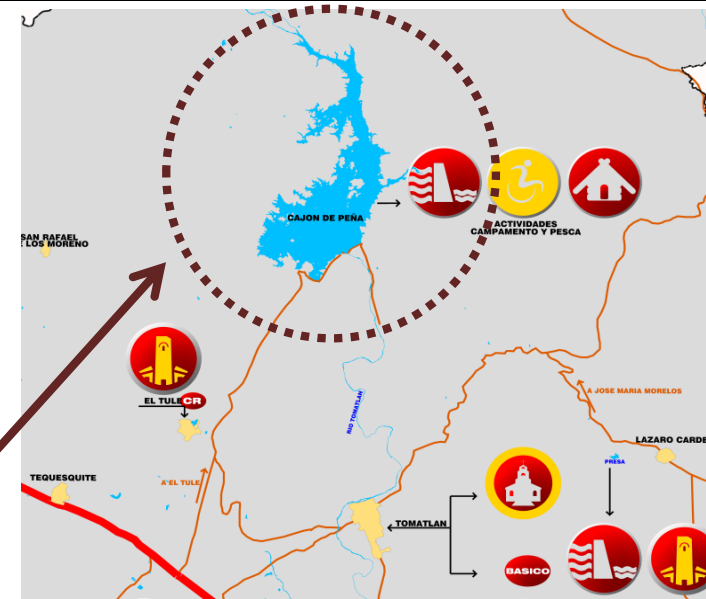 CAJON DE PEÑA
ACTIVIDADES
CAMPAMENTO Y PESCA
SAN RAFAEL
LOS MORENO
EL TULE CR
RIO TOMATLAN
A JOSE MARIA MORELOS
LAZARO CARDE
PRESA
TEQUESQUITE
A EL TULE
TOMATLAN
BASICO